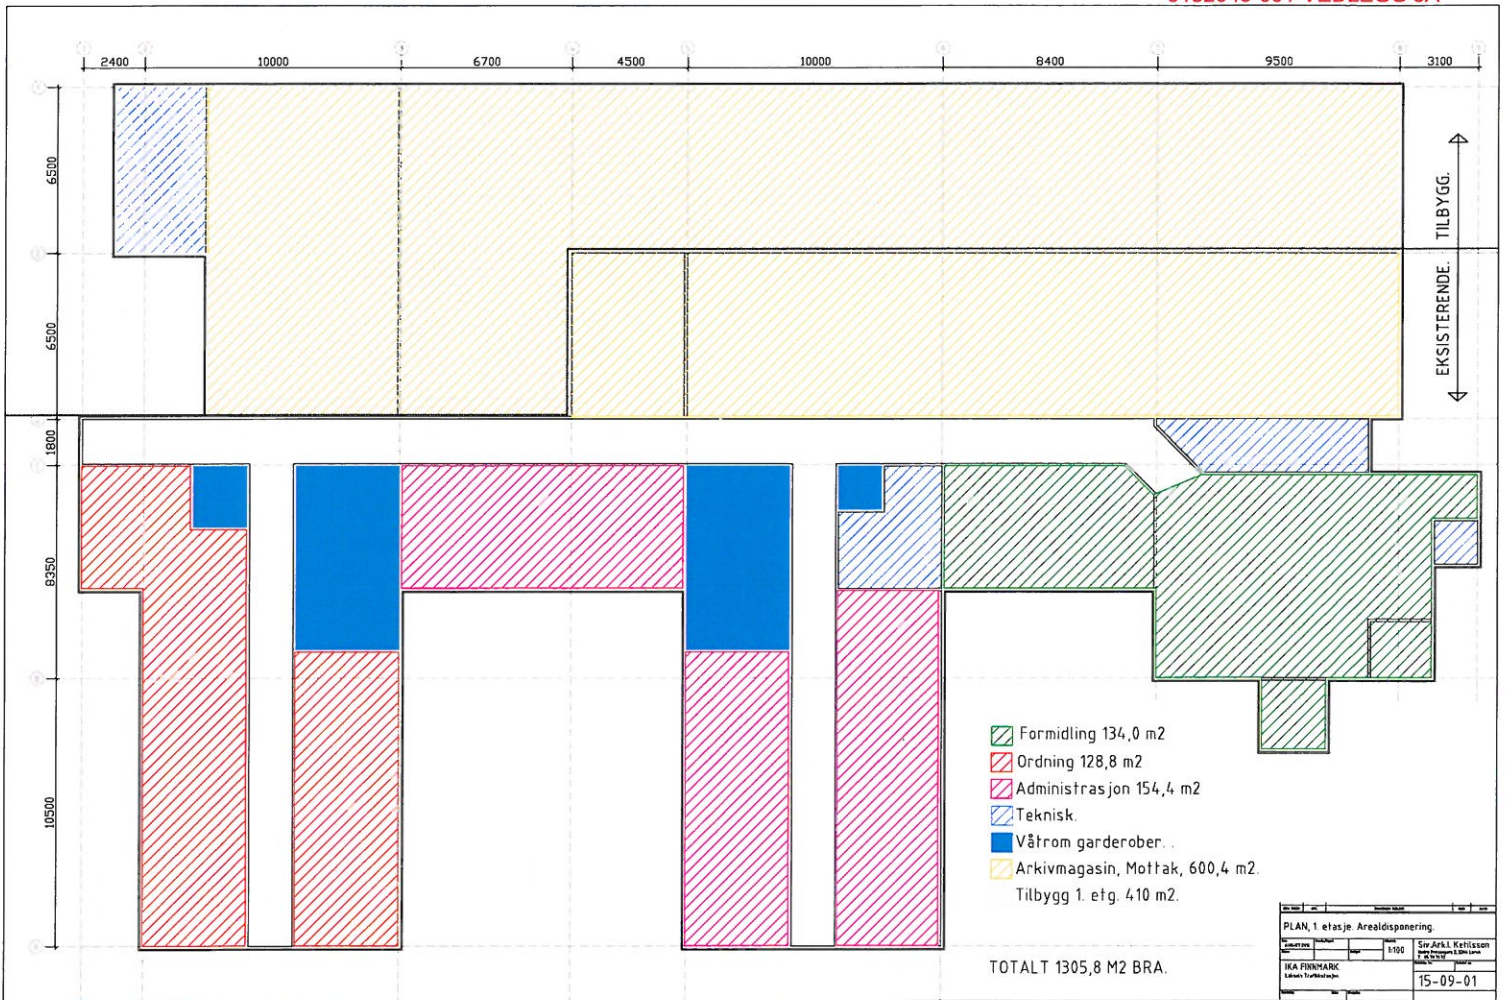 2400
10000
6700
4500
10000
8400
9500
3100
6500
6500
1800
8350
10500
TILBYGG.
EKSISTERENDE.
Formidling 134,0 m2
Ordning 128,8 m2
Administrasjon 154,4 m2
Teknisk.
Våtrom garderober. .
Arkivmagasin, Mottak, 600,4 m2.
Tilbygg 1. etg. 410 m2.
TOTALT 1305,8 M2 BRA.
PLAN, 1. etasje. Arealdisponering.
1:100
Siv.Ark.I. Ketilsson
IKA FINNMARK.
15-09-01